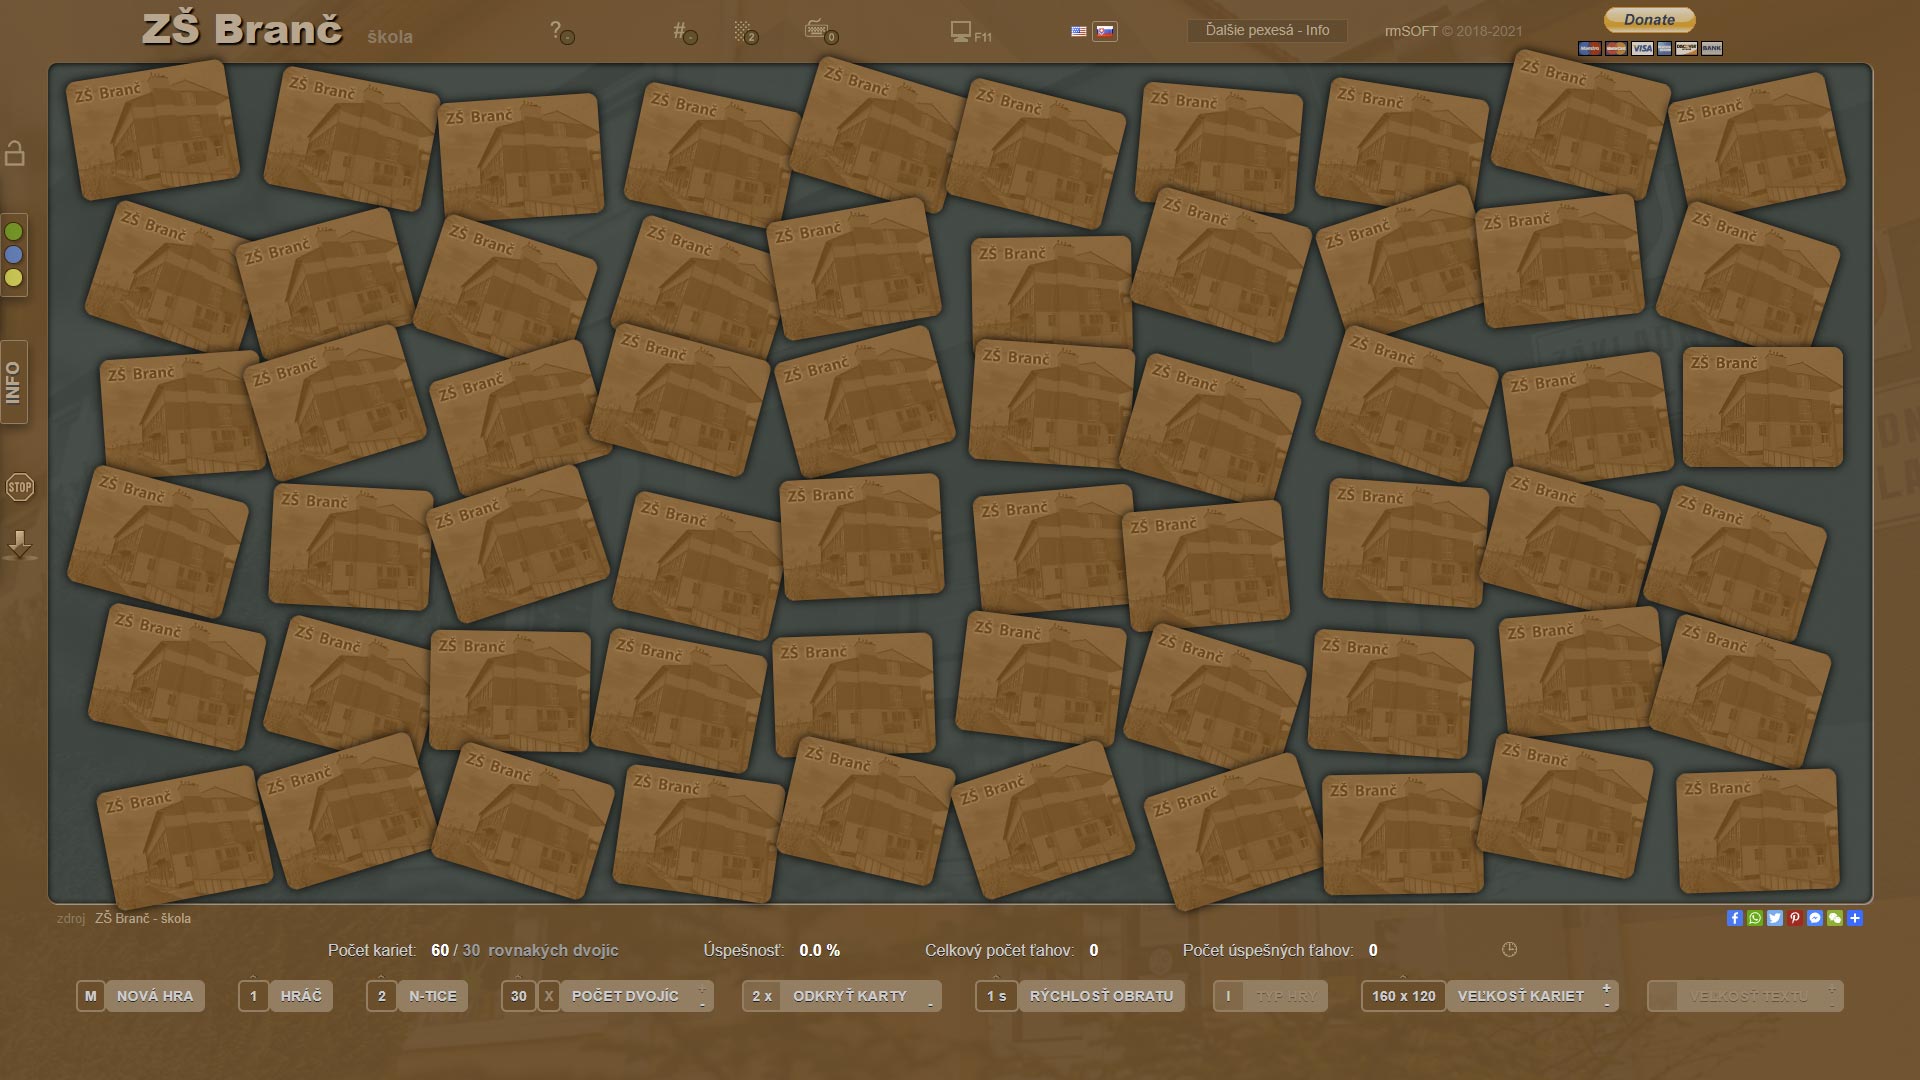 ZŠ Branč škola
? -
# -
2
0
F11
Ďalšie pexesá - Info
rmSOFT © 2018-2021
Donate
VISA
BANK
ZŠ Branč ZŠ Branč ZŠ Branč ZŠ Branč ZŠ Branč ZŠ Branč ZŠ Branč ZŠ Branč ZŠ Branč ZŠ Branč
ZŠ Branč ZŠ Branč ZŠ Branč ZŠ Branč ZŠ Branč ZŠ Branč ZŠ Branč ZŠ Branč ZŠ Branč ZŠ Branč
INFO
ZŠ Branč ZŠ Branč ZŠ Branč ZŠ Branč ZŠ Branč ZŠ Branč ZŠ Branč ZŠ Branč ZŠ Branč ZŠ Branč
STOP
ZŠ Branč ZŠ Branč ZŠ Branč ZŠ Branč ZŠ Branč ZŠ Branč ZŠ Branč ZŠ Branč ZŠ Branč ZŠ Branč
ZŠ Branč ZŠ Branč ZŠ Branč ZŠ Branč ZŠ Branč ZŠ Branč ZŠ Branč ZŠ Branč ZŠ Branč ZŠ Branč
ZŠ Branč ZŠ Branč ZŠ Branč ZŠ Branč ZŠ Branč ZŠ Branč ZŠ Branč ZŠ Branč ZŠ Branč ZŠ Branč
zdroj ZŠ Branč - škola
Počet kariet: 60 / 30 rovnakých dvojíc Úspešnosť: 0.0 % Celkový počet ťahov: 0 Počet úspešných ťahov: 0
M NOVÁ HRA 1 HRÁČ 2 N-TICE 30 X POČET DVOJÍC + - 2 x ODKRYŤ KARTY - 1 s RÝCHLOSŤ OBRATU I TYP HRY 160 x 120 VEĽKOSŤ KARIET + - VEĽKOSŤ TEXTU + -